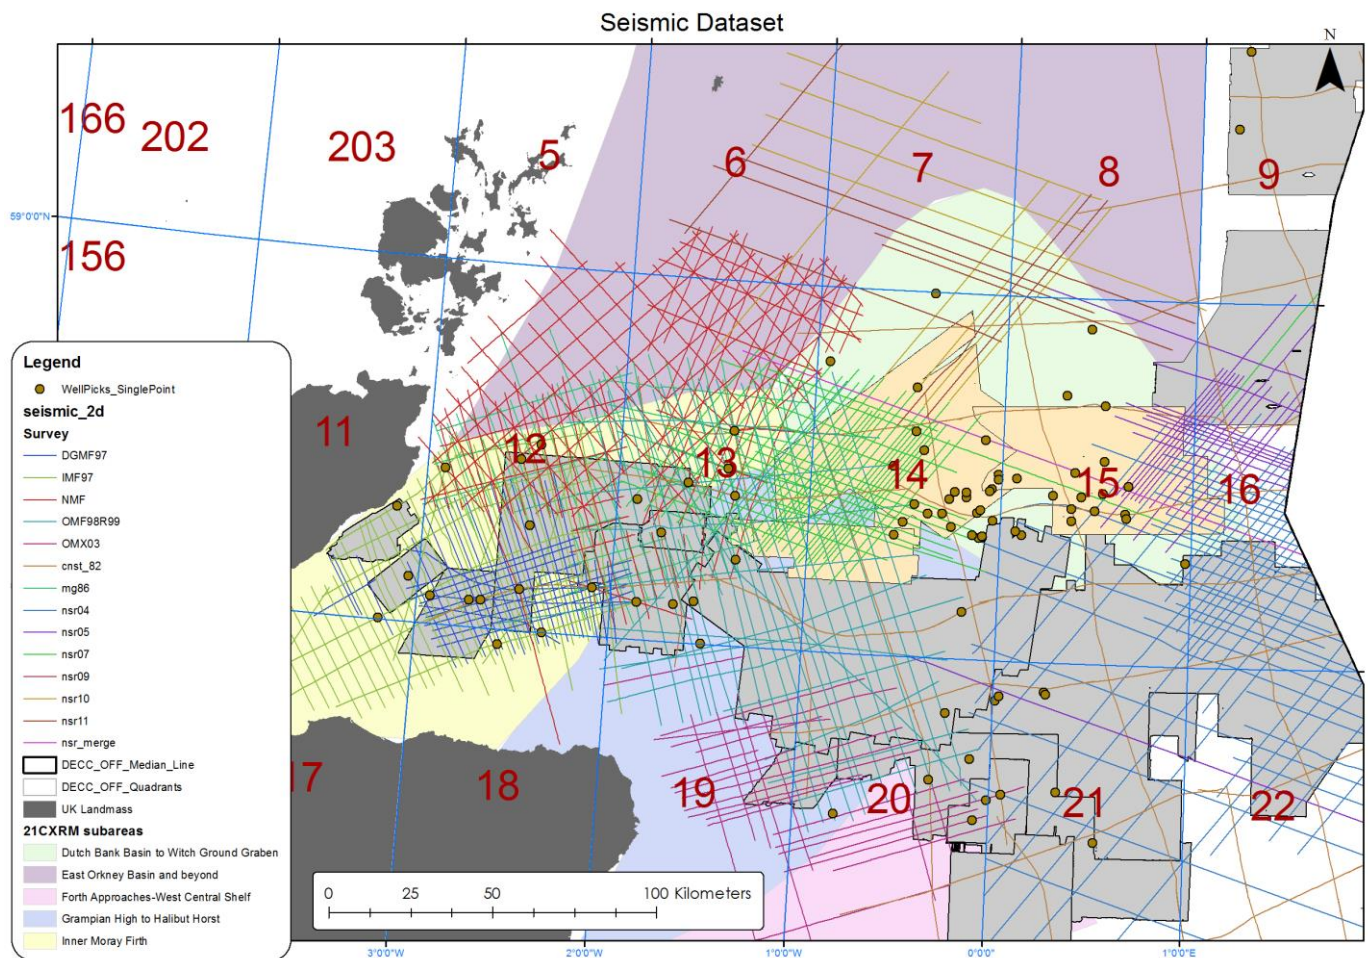 Seismic Dataset
N
166
202
203
5
6
7
8
9
59°0'0"N
156
Legend
WellPicks_SinglePoint
seismic_2d
Survey
DGMF97
IMF97
NMF
OMF98R99
OMX03
cnst_82
mg86
nsr04
nsr05
nsr07
nsr09
nsr10
nsr11
nsr_merge
DECC_OFF_Median_Line
DECC_OFF_Quadrants
UK Landmass
21CXRM subareas
Dutch Bank Basin to Witch Ground Graben
East Orkney Basin and beyond
Forth Approaches-West Central Shelf
Grampian High to Halibut Horst
Inner Moray Firth
11
12
13
14
15
16
17
18
19
20
21
22
0 25 50 100 Kilometers
3°0'0"W
2°0'0"W
1°0'0"W
0°0'0"
1°0'0"E